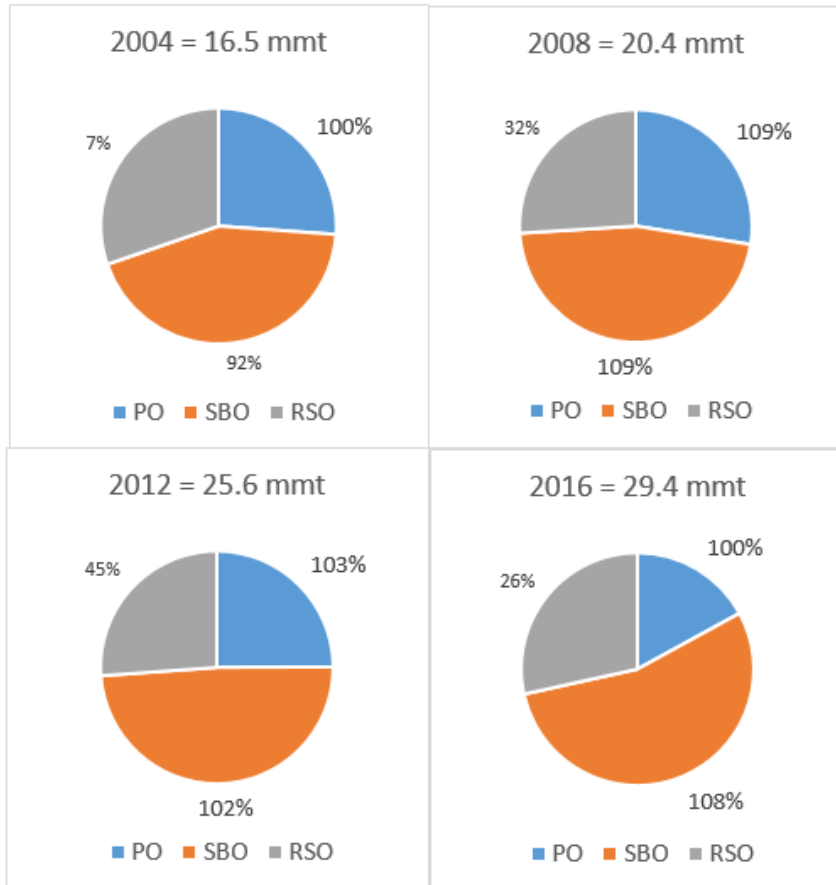 2004 = 16.5 mmt
7%
100%
92%
PO SBO RSO
2008 = 20.4 mmt
32%
109%
109%
PO SBO RSO
2012 = 25.6 mmt
45%
103%
102%
PO SBO RSO
2016 = 29.4 mmt
26%
100%
108%
PO SBO RSO